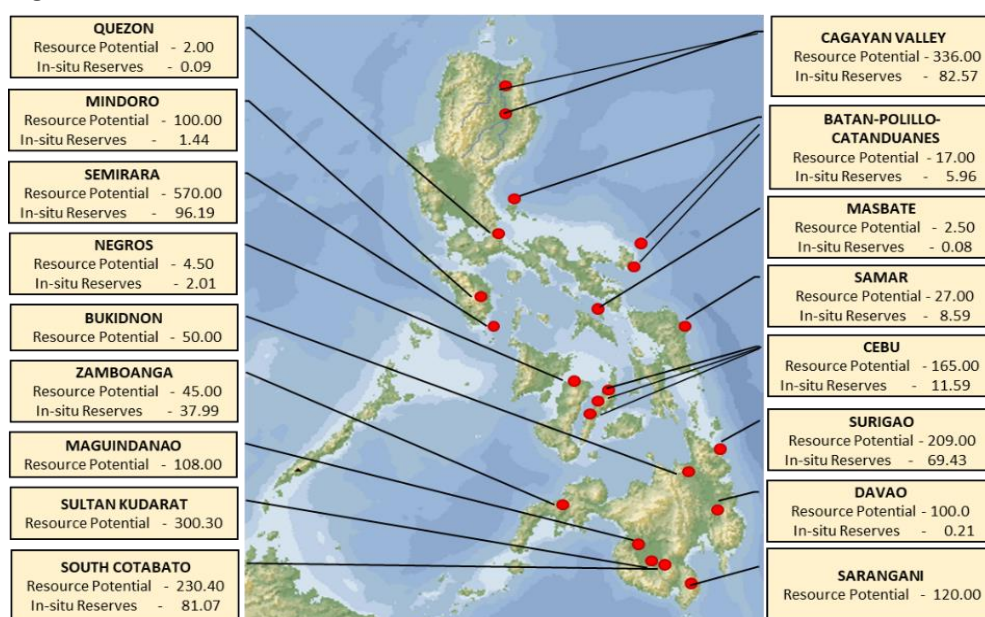 QUEZON
Resource Potential - 2.00
In-situ Reserves - 0.09
MINDORO
Resource Potential - 100.00
In-situ Reserves - 1.44
SEMIRARA
Resource Potential - 570.00
In-situ Reserves - 96.19
NEGROS
Resource Potential - 4.50
In-situ Reserves - 2.01
BUKIDNON
Resource Potential - 50.00
ZAMBOANGA
Resource Potential - 45.00
In-situ Reserves - 37.99
MAGUINDANAO
Resource Potential - 108.00
SULTAN KUDARAT
Resource Potential - 300.30
SOUTH COTABATO
Resource Potential - 230.40
In-situ Reserves - 81.07
CAGAYAN VALLEY
Resource Potential - 336.00
In-situ Reserves - 82.57
BATAN-POLILLO-
CATANDUANES
Resource Potential - 17.00
In-situ Reserves - 5.96
MASBATE
Resource Potential - 2.50
In-situ Reserves - 0.08
SAMAR
Resource Potential - 27.00
In-situ Reserves - 8.59
CEBU
Resource Potential - 165.00
In-situ Reserves - 11.59
SURIGAO
Resource Potential - 209.00
In-situ Reserves - 69.43
DAVAO
Resource Potential - 100.0
In-situ Reserves - 0.21
SARANGANI
Resource Potential - 120.00